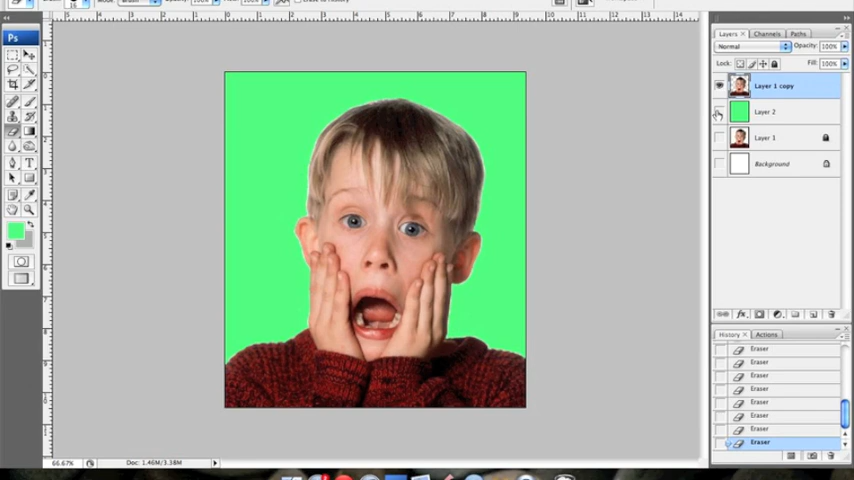 Ps
Layers × Channels Paths
Normal Opacity: 100%
Lock: Fill: 100%
Layer 1 copy
Layer 2
Layer 1
Background
T
fx
History × Actions
Eraser
Eraser
Eraser
Eraser
Eraser
Eraser
Eraser
Eraser
66.67% Doc: 1.46M/3.38M